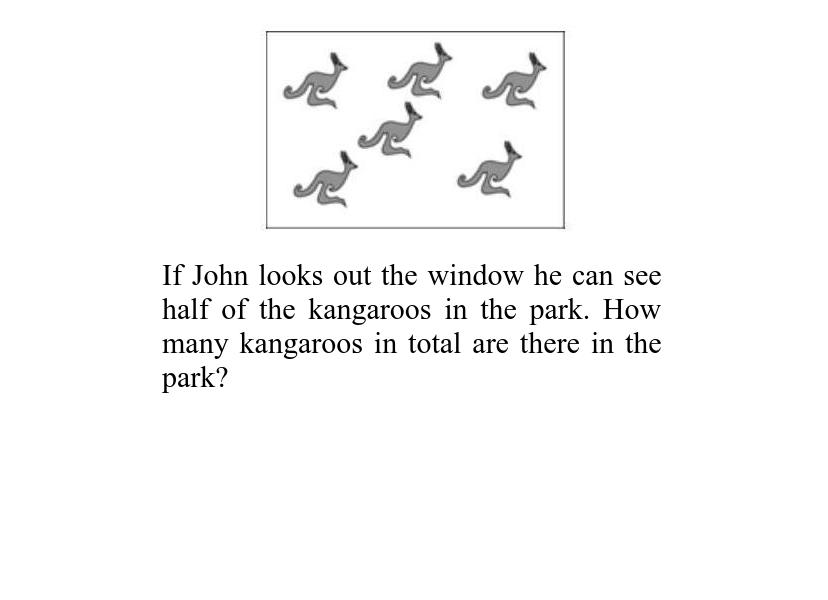 If John looks out the window he can see
half of the kangaroos in the park. How
many kangaroos in total are there in the
park?